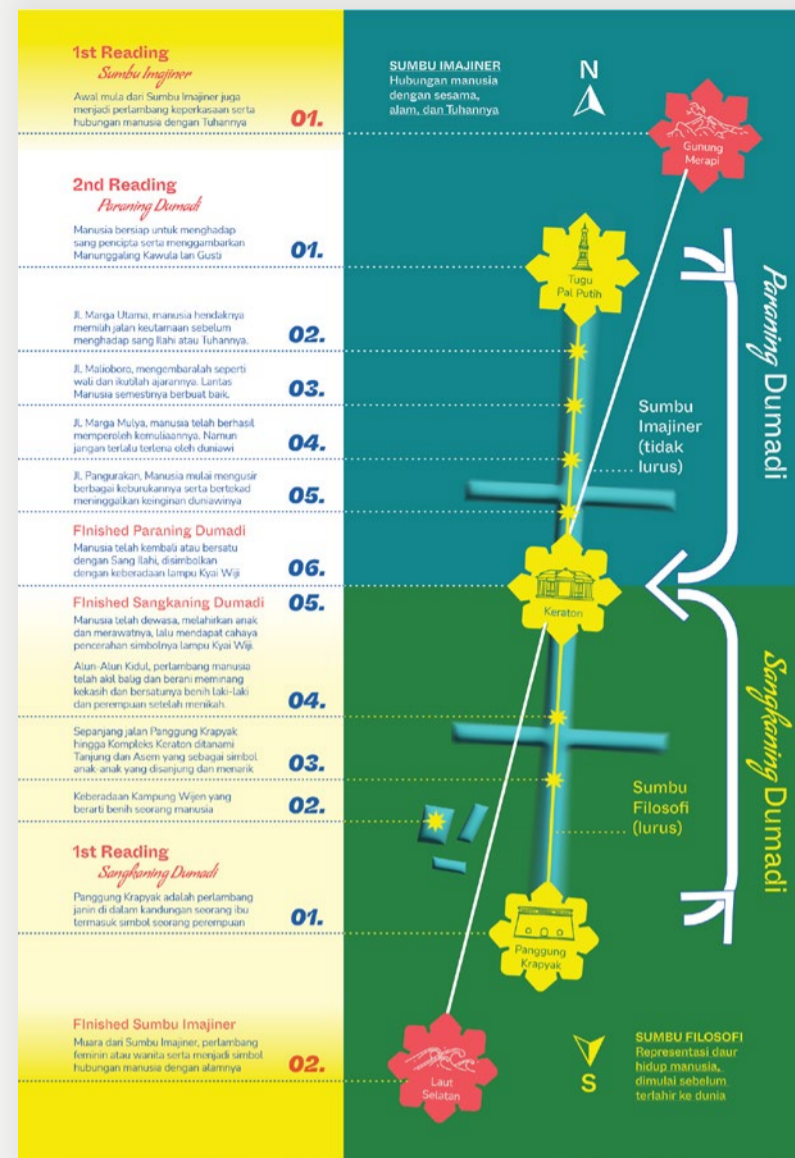 1st Reading
Sumbu Imajiner
Awal mula dari Sumbu Imajiner juga
menjadi perlambang keperkasaan serta
hubungan manusia dengan Tuhannya
01.
2nd Reading
Paraning Dumadi
Manusia bersiap untuk menghadap
sang pencipta serta menggambarkan
Manunggaling Kawula lan Gusti
01.
Jl. Marga Utama, manusia hendaknya
memilih jalan keutamaan sebelum
menghadap sang Ilahi atau Tuhannya.
02.
Jl. Malioboro, mengembaralah seperti
wali dan ikutilah ajarannya. Lantas
Manusia semestinya berbuat baik.
03.
Jl. Marga Mulya, manusia telah berhasil
memperoleh kemuliaannya. Namun
jangan terlalu terlena oleh duniawi
04.
Jl. Pangurakan, Manusia mulai mengusir
berbagai keburukannya serta bertekad
meninggalkan keinginan duniawinya
05.
FInished Paraning Dumadi
Manusia telah kembali atau bersatu
dengan Sang Ilahi, disimbolkan
dengan keberadaan lampu Kyai Wiji
06.
FInished Sangkaning Dumadi
05.
Manusia telah dewasa, melahirkan anak
dan merawatnya, lalu mendapat cahaya
pencerahan simbolnya lampu Kyai Wiji.
Alun-Alun Kidul, perlambang manusia
telah akil balig dan berani meminang
kekasih dan bersatunya benih laki-laki
dan perempuan setelah menikah.
04.
Sepanjang jalan Panggung Krapyak
hingga Kompleks Keraton ditanami
Tanjung dan Asem yang sebagai simbol
anak-anak yang disanjung dan menarik
03.
Keberadaan Kampung Wijen yang
berarti benih seorang manusia
02.
1st Reading
Sangkaning Dumadi
Panggung Krapyak adalah perlambang
janin di dalam kandungan seorang ibu
termasuk simbol seorang perempuan
01.
FInished Sumbu Imajiner
Muara dari Sumbu Imajiner, perlambang
feminin atau wanita serta menjadi simbol
hubungan manusia dengan alamnya
02.
SUMBU IMAJINER
Hubungan manusia
dengan sesama,
alam, dan Tuhannya
N
Gunung
Merapi
Tugu
Pal Putih
Paraning Dumadi
Sumbu
Imajiner
(tidak
lurus)
Keraton
Sangkaning Dumadi
Sumbu
Filosofi
(lurus)
Panggung
Krapyak
Laut
Selatan
S
SUMBU FILOSOFI
Representasi daur
hidup manusia,
dimulai sebelum
terlahir ke dunia